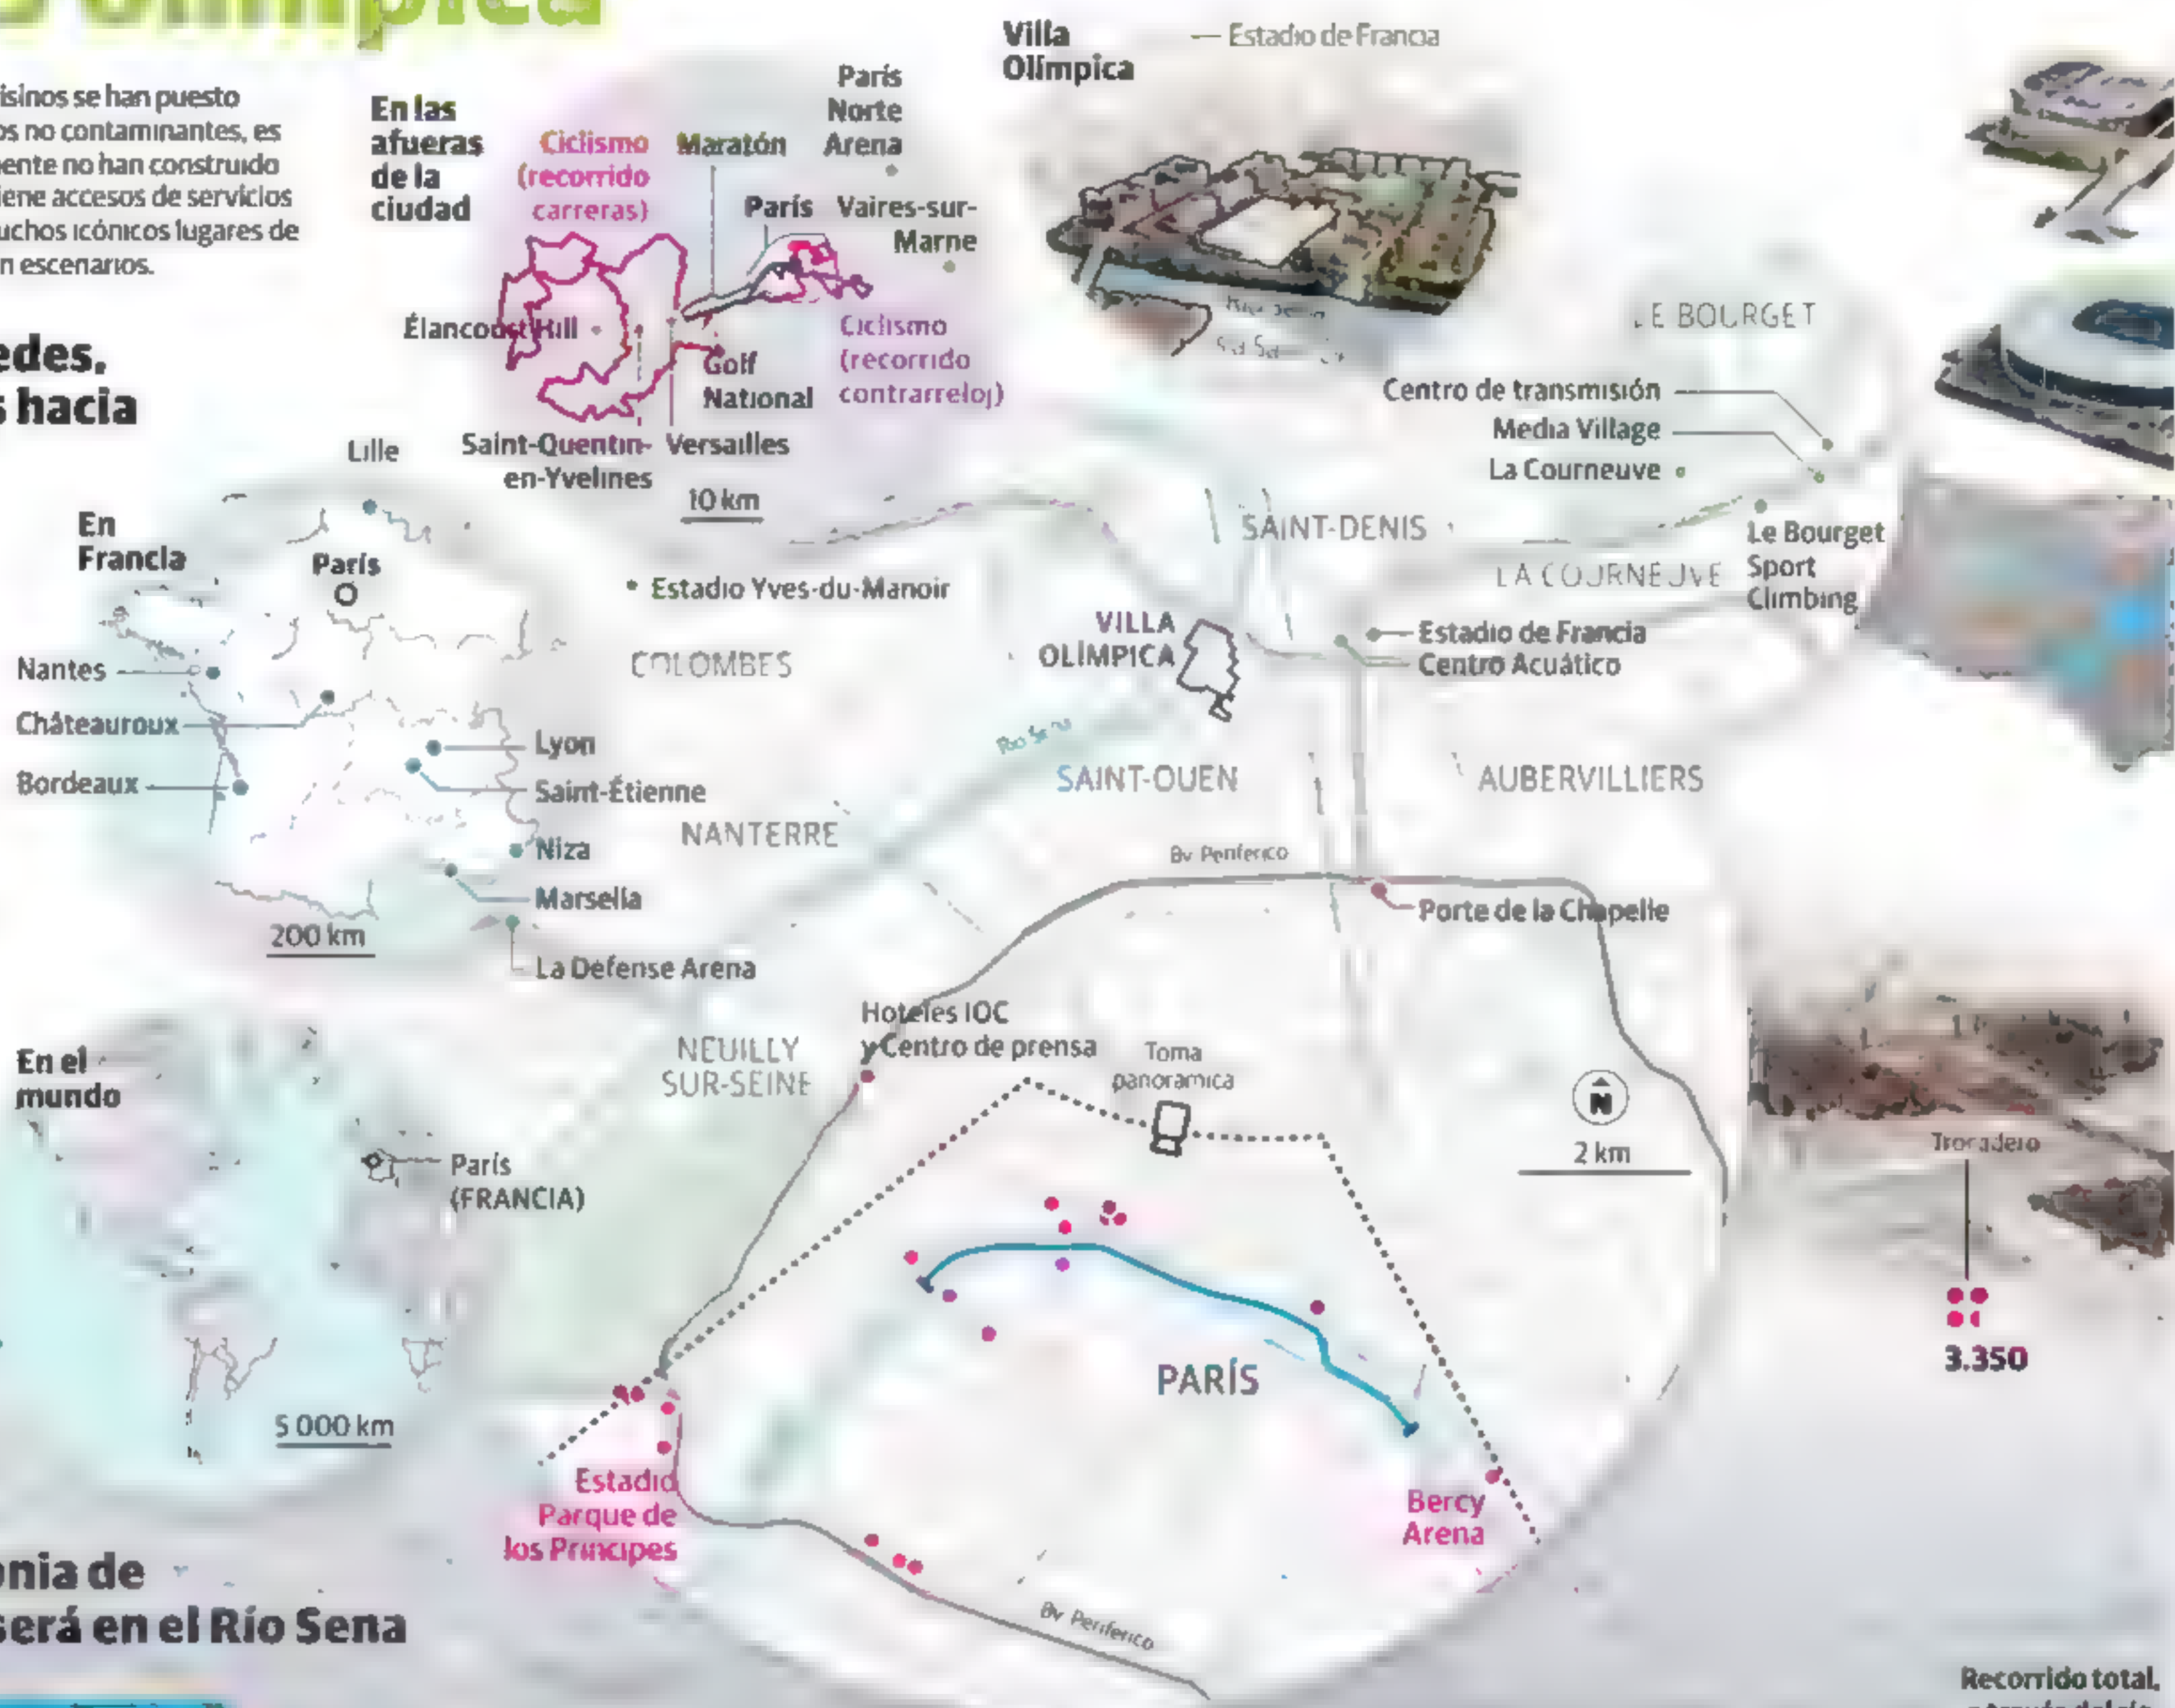 isinos se han puesto
os no contaminantes, es
ente no han construido
iene accesos de servicios
uchos icónicos lugares de
n escenarios.
edes,
s hacia
En las
afueras
de la
ciudad
Ciclismo
(recorrido
carreras)
Maratón
París
Norte
Arena
París
Vaires-sur-
Marne
Élancourt Hill
Golf
National
Ciclismo
(recorrido
contrarreloj)
Saint-Quentin-
en-Yvelines
Versailles
10 km
Villa
Olímpica
Estadio de Francia
LE BOURGET
Centro de transmisión
Media Village
La Courneuve
Le Bourget
Sport
Climbing
SAINT-DENIS
LA COURNEUVE
En
Francia
Lille
París
Nantes
Châteauroux
Bordeaux
Lyon
Saint-Étienne
Niza
Marsella
200 km
La Défense Arena
Estadio Yves-du-Manoir
COLOMBES
VILLA
OLÍMPICA
Estadio de Francia
Centro Acuático
Río Sena
SAINT-OUEN
AUBERVILLIERS
NANTERRE
Bv. Periférico
Porte de la Chapelle
Hoteles IOC
y Centro de prensa
NEUILLY
SUR-SEINE
Toma
panorámica
N
2 km
En el
mundo
París
(FRANCIA)
5 000 km
PARÍS
Estadio
Parque de
los Príncipes
Bercy
Arena
Bv. Periférico
Trocadero
3.350
onia de
será en el Río Sena
Recorrido total,